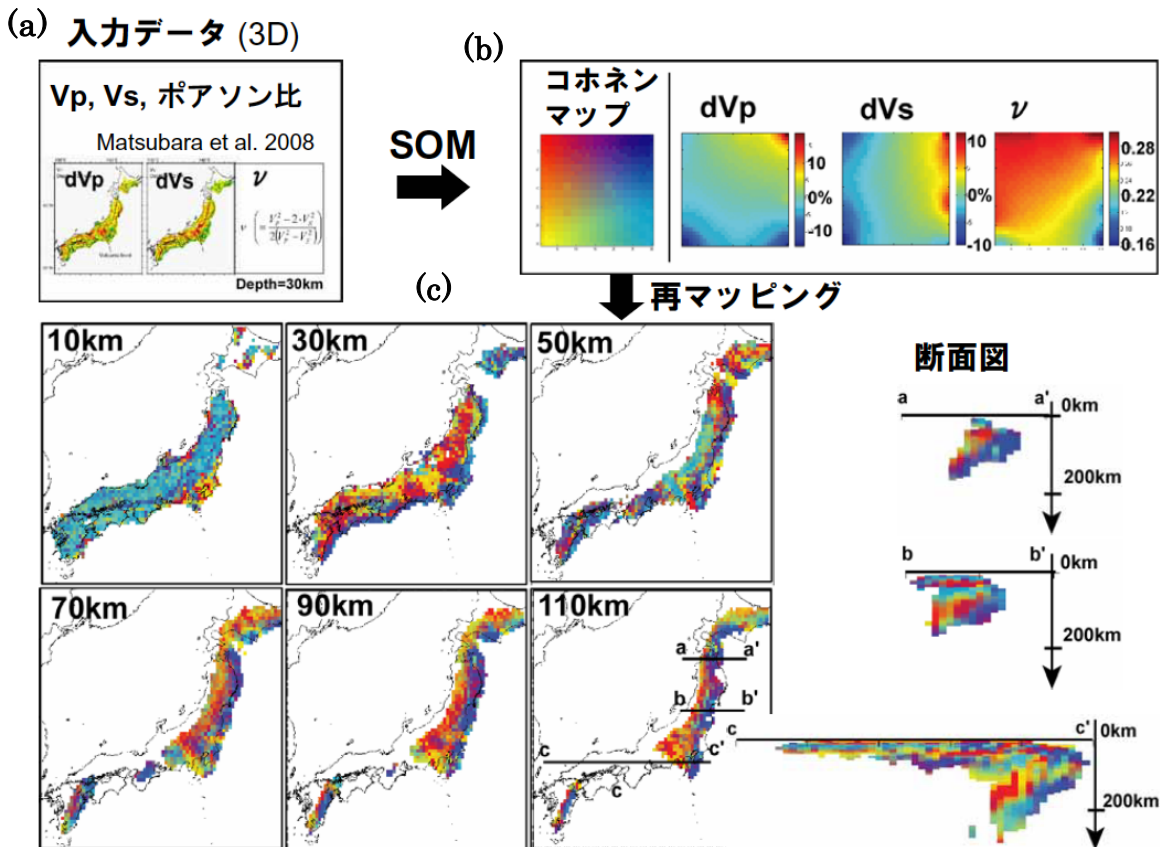 (a) 入力データ (3D)
Vp, Vs, ポアソン比
Matsubara et al. 2008
dVp
dVs
ν
Depth=30km
SOM
(b)
コホネン
マップ
dVp
10
0%
-10
dVs
10
0%
-10
ν
0.28
0.22
0.16
(c)
再マッピング
10km
30km
50km
70km
90km
110km
a
a'
b
b'
c
c'
c
断面図
a
a'
0km
200km
b
b'
0km
200km
c
c'
0km
200km